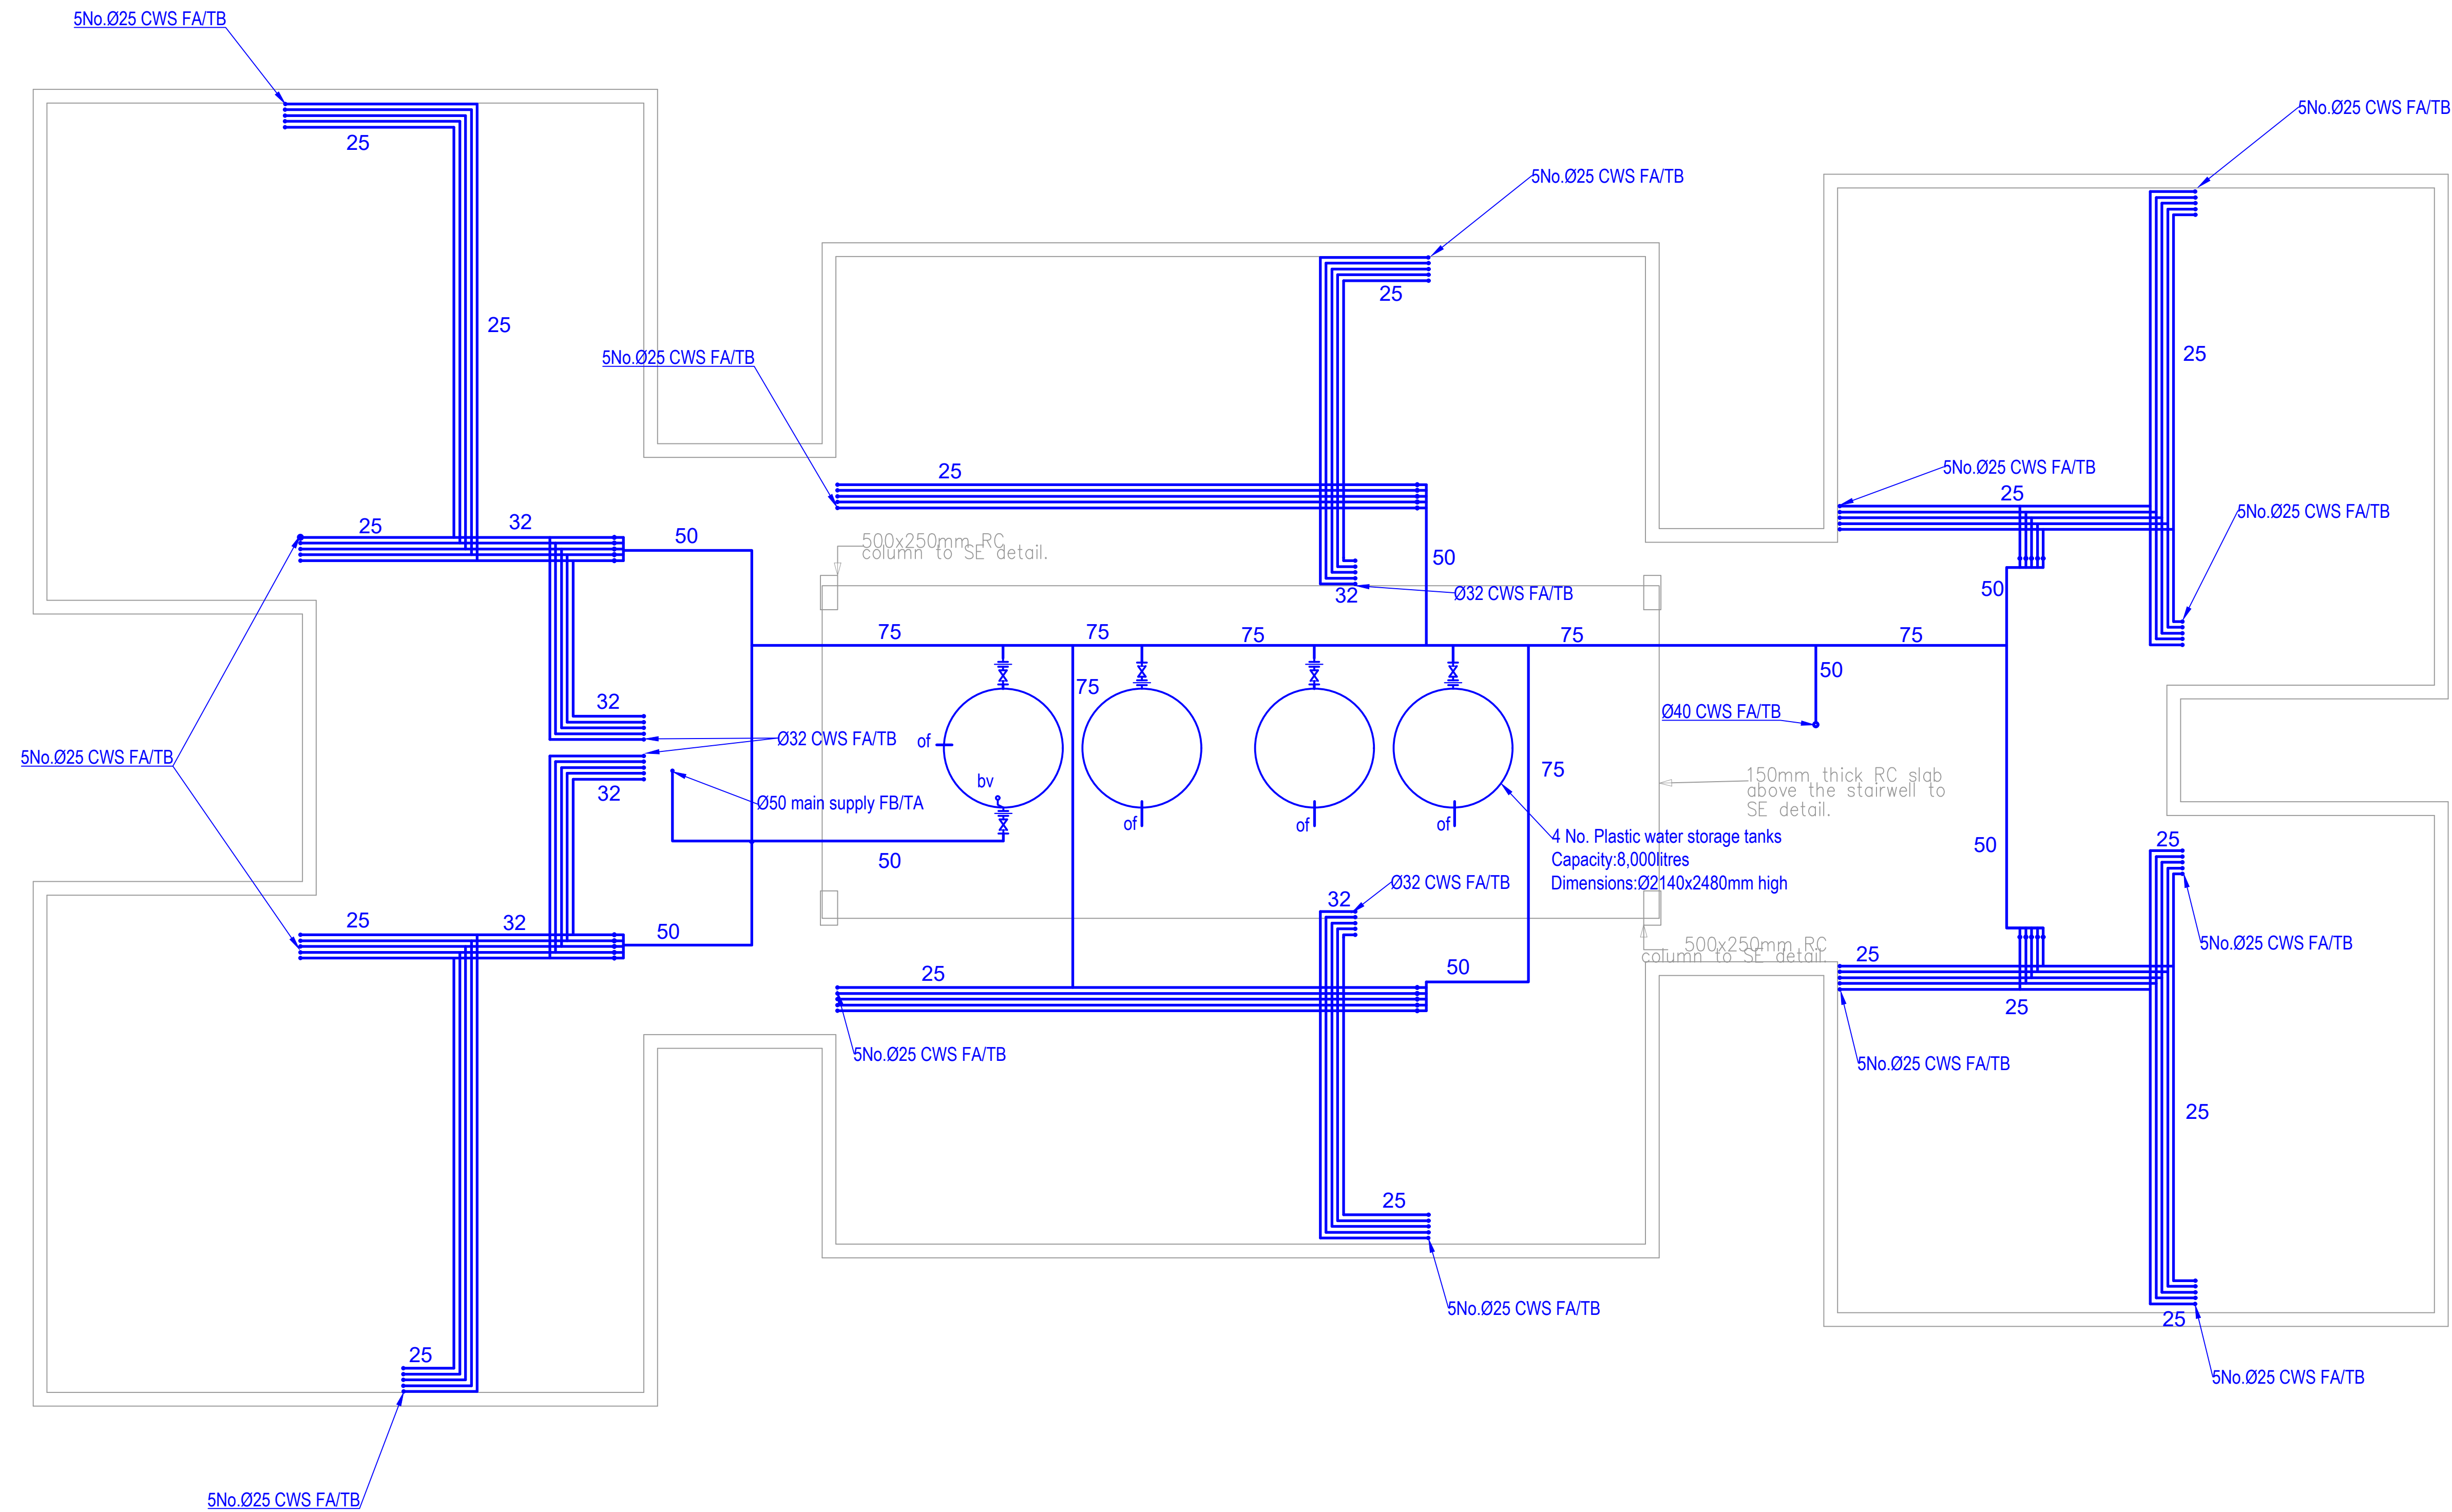 5No.Ø25 CWS FA/TB
5No.Ø25 CWS FA/TB
25
5No.Ø25 CWS FA/TB
25
25
25
5No.Ø25 CWS FA/TB
25
25
5No.Ø25 CWS FA/TB
25
5No.Ø25 CWS FA/TB
25
32
50
500x250mm RC
column to SE detail.
50
50
32
Ø32 CWS FA/TB
75
75
75
75
75
75
50
32
Ø40 CWS FA/TB
5No.Ø25 CWS FA/TB
Ø32 CWS FA/TB
of
bv
75
150mm thick RC slab
above the stairwell to
SE detail.
32
Ø50 main supply FB/TA
of
of
of
4 No. Plastic water storage tanks
Capacity:8,000litres
Dimensions:Ø2140x2480mm high
50
50
25
Ø32 CWS FA/TB
32
25
32
50
500x250mm RC
column to SE detail.
5No.Ø25 CWS FA/TB
25
50
25
25
5No.Ø25 CWS FA/TB
5No.Ø25 CWS FA/TB
25
25
5No.Ø25 CWS FA/TB
25
25
5No.Ø25 CWS FA/TB
5No.Ø25 CWS FA/TB